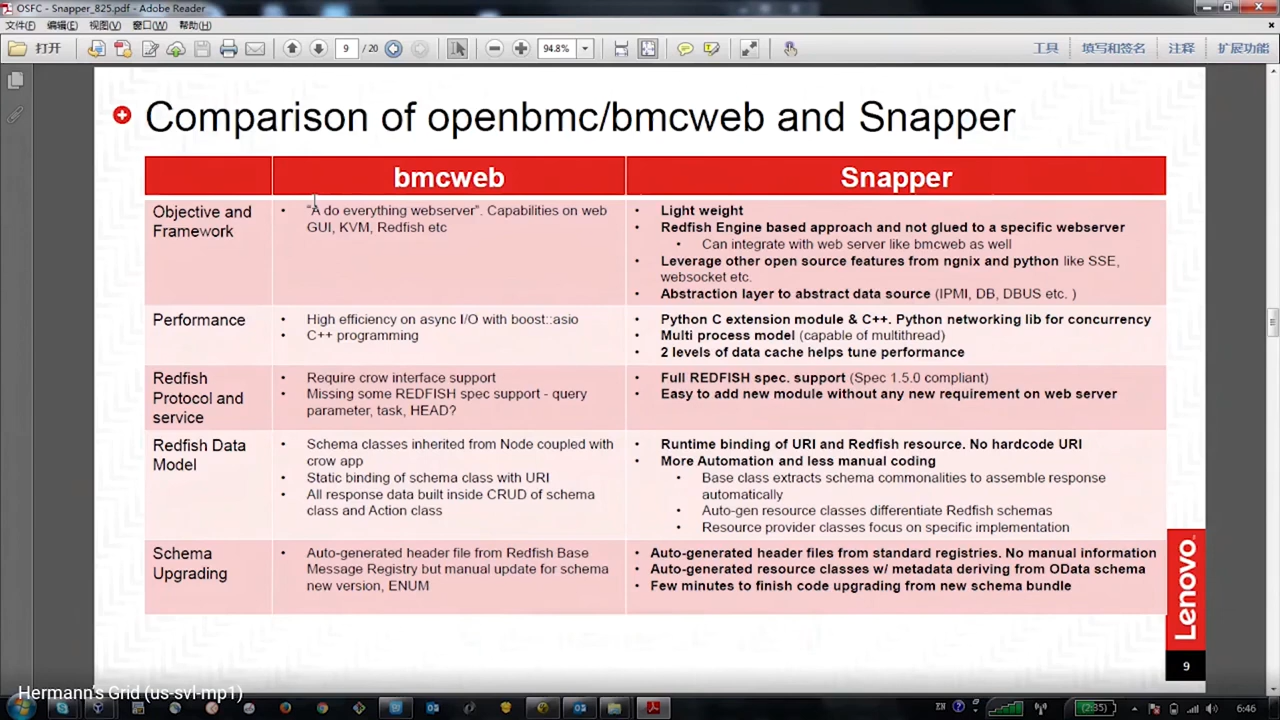 OSFC - Snapper_825.pdf - Adobe Reader
文件(F) 编辑(E) 视图(V) 窗口(W) 帮助(H)
打开 9 / 20 94.8% 工具 填写和签名 注释 扩展功能
Comparison of openbmc/bmcweb and Snapper
bmcweb Snapper
Objective and
Framework
• “A do everything webserver”. Capabilities on web
GUI, KVM, Redfish etc
• Light weight
• Redfish Engine based approach and not glued to a specific webserver
• Can integrate with web server like bmcweb as well
• Leverage other open source features from ngnix and python like SSE,
websocket etc.
• Abstraction layer to abstract data source (IPMI, DB, DBUS etc. )
Performance
• High efficiency on async I/O with boost::asio
• C++ programming
• Python C extension module & C++. Python networking lib for concurrency
• Multi process model (capable of multithread)
• 2 levels of data cache helps tune performance
Redfish
Protocol and
service
• Require crow interface support
• Missing some REDFISH spec support - query
parameter, task, HEAD?
• Full REDFISH spec. support (Spec 1.5.0 compliant)
• Easy to add new module without any new requirement on web server
Redfish Data
Model
• Schema classes inherited from Node coupled with
crow app
• Static binding of schema class with URI
• All response data built inside CRUD of schema
class and Action class
• Runtime binding of URI and Redfish resource. No hardcode URI
• More Automation and less manual coding
• Base class extracts schema commonalities to assemble response
automatically
• Auto-gen resource classes differentiate Redfish schemas
• Resource provider classes focus on specific implementation
Schema
Upgrading
• Auto-generated header file from Redfish Base
Message Registry but manual update for schema
new version, ENUM
• Auto-generated header files from standard registries. No manual information
• Auto-generated resource classes w/ metadata deriving from OData schema
• Few minutes to finish code upgrading from new schema bundle
Lenovo
9
Hermann's Grid (us-svl-mp1)
ZN (2:35) 6:46